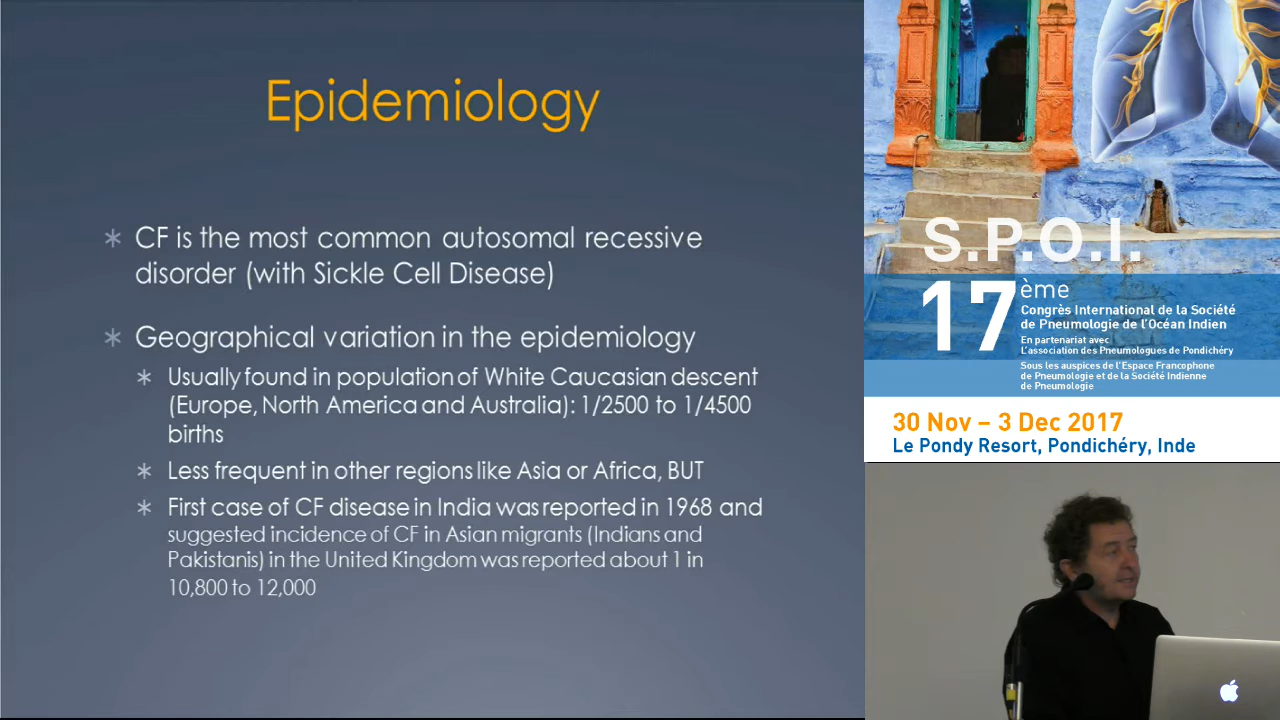 Epidemiology
CF is the most common autosomal recessive
disorder (with Sickle Cell Disease)
Geographical variation in the epidemiology
Usually found in population of White Caucasian descent
(Europe, North America and Australia): 1/2500 to 1/4500
births
Less frequent in other regions like Asia or Africa, BUT
First case of CF disease in India was reported in 1968 and
suggested incidence of CF in Asian migrants (Indians and
Pakistanis) in the United Kingdom was reported about 1 in
10,800 to 12,000
S.P.O.I.
17ème
Congrès International de la Société
de Pneumologie de l'Océan Indien
En partenariat avec
L'association des Pneumologues de Pondichéry
Sous les auspices de l'Espace Francophone
de Pneumologie et de la Société Indienne
de Pneumologie
30 Nov – 3 Dec 2017
Le Pondy Resort, Pondichéry, Inde